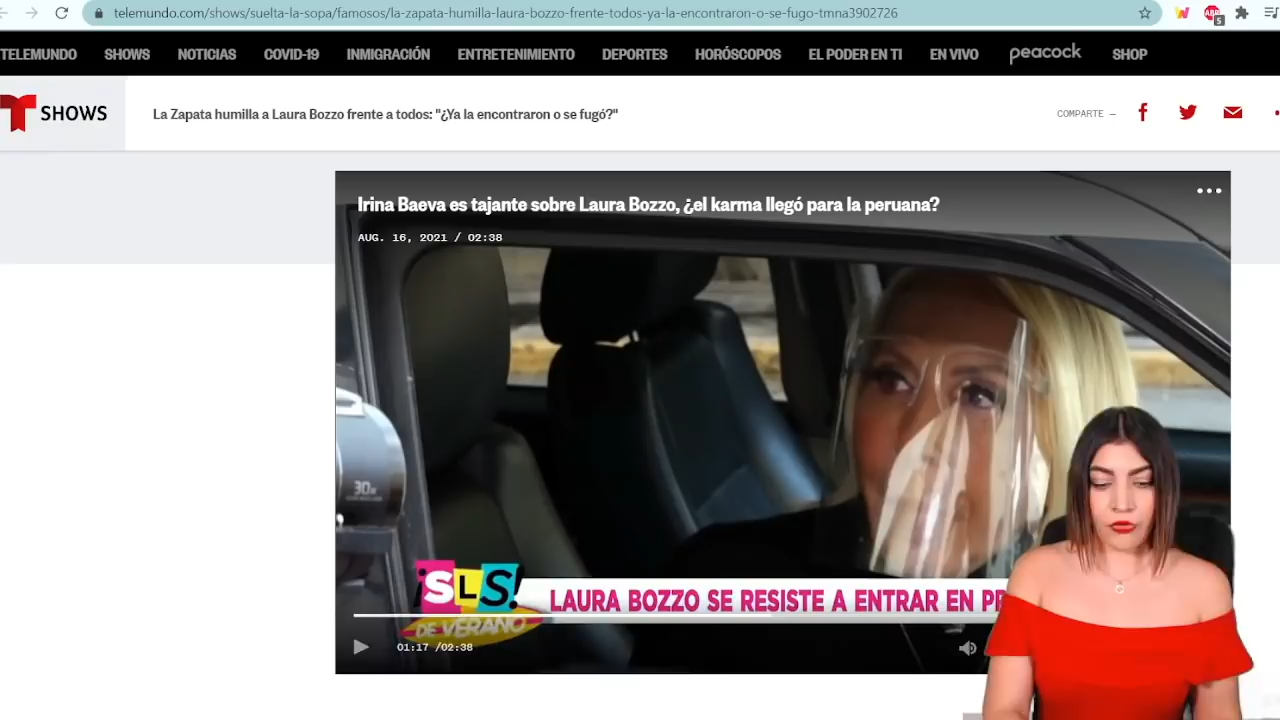 telemundo.com/shows/suelta-la-sopa/famosos/la-zapata-humilla-laura-bozzo-frente-todos-ya-la-encontraron-o-se-fugo-tmna3902726
5
TELEMUNDO SHOWS NOTICIAS COVID-19 INMIGRACIÓN ENTRETENIMIENTO DEPORTES HORÓSCOPOS EL PODER EN TI EN VIVO peacock SHOP
SHOWS
La Zapata humilla a Laura Bozzo frente a todos: "¿Ya la encontraron o se fugó?"
COMPARTE —
Irina Baeva es tajante sobre Laura Bozzo, ¿el karma llegó para la peruana?
AUG. 16, 2021 / 02:38
30x
¡SLS!
DE VERANO
LAURA BOZZO SE RESISTE A ENTRAR EN PR
01:17 /02:38